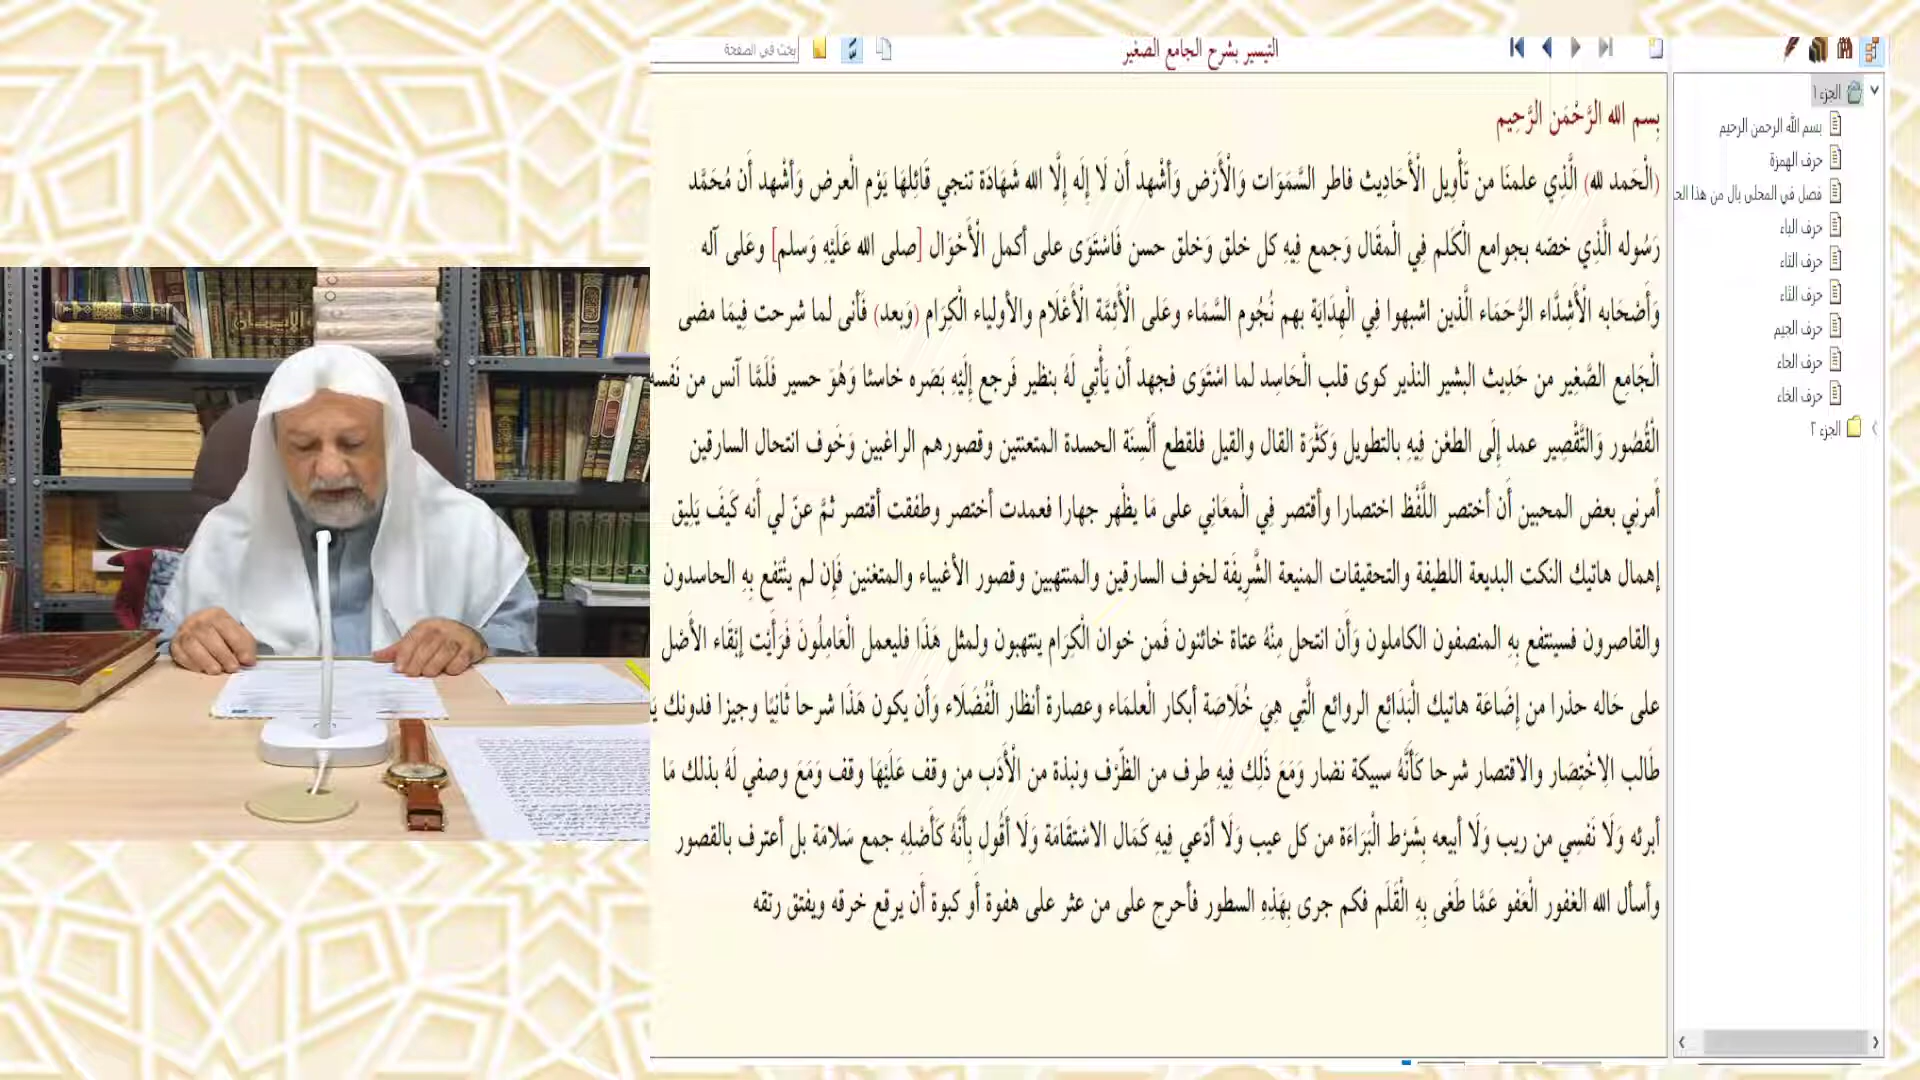 التيسير بشرح الجامع الصغير
بحث في الصفحة
بِسم الله الرَّحْمَن الرَّحِيم
(الْحَمد لله) الَّذِي علمنَا من تَأْوِيل الْأَحَادِيث فاطر السَّمَوَات وَالْأَرْض وَأشْهد أَن لَا إِلَه إِلَّا الله شَهَادَة تنجي قَائِلهَا يَوْم الْعرض وَأشْهد أَن مُحَمَّد
رَسُوله الَّذِي خصّه بجوامع الْكَلم فِي الْمقَال وَجمع فِيهِ كل خلق وَخلق حسن فَاسْتَوَى على أكمل الْأَحْوَال [صلى الله عَلَيْهِ وَسلم] وعَلى آله
وَأَصْحَابه الْأَشِدَّاء الرُّحَمَاء الَّذين اشبهوا فِي الْهِدَايَة بهم نُجُوم السَّمَاء وعَلى الْأَئِمَّة الْأَعْلَام والأولياء الْكِرَام (وَبعد) فَأنى لما شرحت فِيمَا مضى
الْجَامِع الصَّغِير من حَدِيث البشير النذير كوى قلب الْحَاسِد لما اسْتَوَى فجهد أَن يَأْتِي لَهُ بنظير فَرجع إِلَيْهِ بَصَره خاسئا وَهُوَ حسير فَلَمَّا آنس من نَفسه
الْقُصُور وَالتَّقْصِير عمد إِلَى الطعْن فِيهِ بالتطويل وَكَثْرَة القال والقيل فلقطع أَلْسِنَة الحسدة المتعنتين وقصورهم الراغبين وَخَوف انتحال السارقين
أَمرنِي بعض المحبين أَن أختصر اللَّفْظ اختصارا وأقتصر فِي الْمعَانِي على مَا يظْهر جهارا فعمدت أختصر وطفقت أقتصر ثمَّ عنّ لي أَنه كَيفَ يَلِيق
إهمال هاتيك النكت البديعة اللطيفة والتحقيقات المنيعة الشَّرِيفَة لخوف السارقين والمنتهبين وقصور الأغبياء والمتغنين فَإِن لم ينْتَفع بِهِ الحاسدون
والقاصرون فسينتفع بِهِ المنصفون الكاملون وَأَن انتحل مِنْهُ عتاة خائنون فَمن خوان الْكِرَام ينتهبون ولمثل هَذَا فليعمل الْعَامِلُونَ فَرَأَيْت إبْقَاء الأَصْل
على حَاله حذرا من إِضَاعَة هاتيك الْبَدَائِع الروائع الَّتِي هِيَ خُلَاصَة أبكار الْعلمَاء وعصارة أنظار الْفُضَلَاء وَأَن يكون هَذَا شرحا ثَانِيًا وجيزا فدونك يَا
طَالب الِاخْتِصَار والاقتصار شرحا كَأَنَّهُ سبيكة نضار وَمَعَ ذَلِك فِيهِ طرف من الظّرْف ونبذة من الْأَدَب من وقف عَلَيْهَا وقف وَمَعَ وصفي لَهُ بذلك مَا
أبرئه وَلَا نَفسِي من ريب وَلَا أبيعه بِشَرْط الْبَرَاءَة من كل عيب وَلَا أدّعي فِيهِ كَمَال الاسْتقَامَة وَلَا أَقُول بِأَنَّهُ كَأَصْلِهِ جمع سَلامَة بل أعترف بالقصور
وأسأل الله الغفور الْعَفو عَمَّا طَغى بِهِ الْقَلَم فكم جرى بِهَذِهِ السطور فأحرج على من عثر على هفوة أَو كبوة أَن يرقع خرقه ويفتق رتقه
الجزء ١
بسم الله الرحمن الرحيم
حرف الهمزة
فصل في المحلى بال من هذا الحر
حرف الباء
حرف التاء
حرف الثاء
حرف الجيم
حرف الحاء
حرف الخاء
الجزء ٢